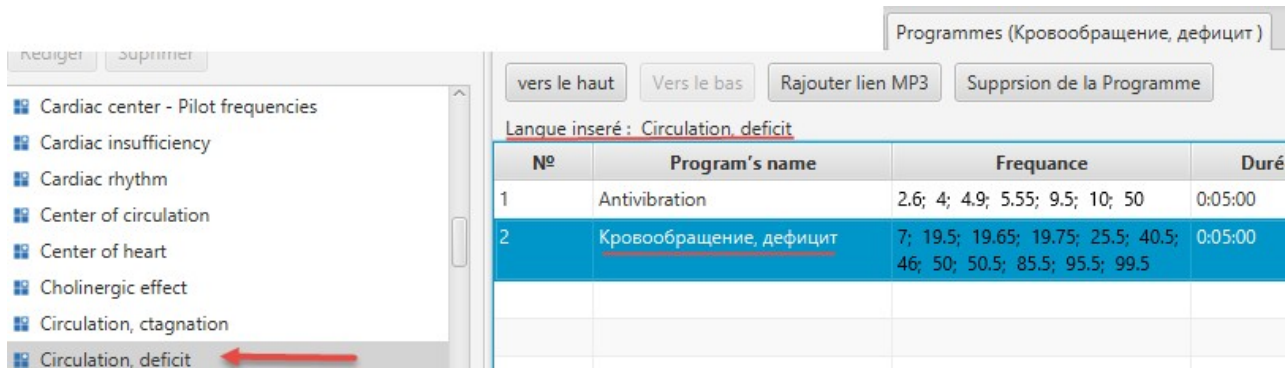 Programmes (Кровообращение, дефицит )
Rédiger Suprimer
Cardiac center - Pilot frequencies
Cardiac insufficiency
Cardiac rhythm
Center of circulation
Center of heart
Cholinergic effect
Circulation, ctagnation
Circulation, deficit
vers le haut Vers le bas Rajouter lien MP3 Supprsion de la Programme
Langue inseré : Circulation, deficit
Nº Program's name Frequance Duré
1 Antivibration 2.6; 4; 4.9; 5.55; 9.5; 10; 50 0:05:00
2 Кровообращение, дефицит 7; 19.5; 19.65; 19.75; 25.5; 40.5; 0:05:00
46; 50; 50.5; 85.5; 95.5; 99.5